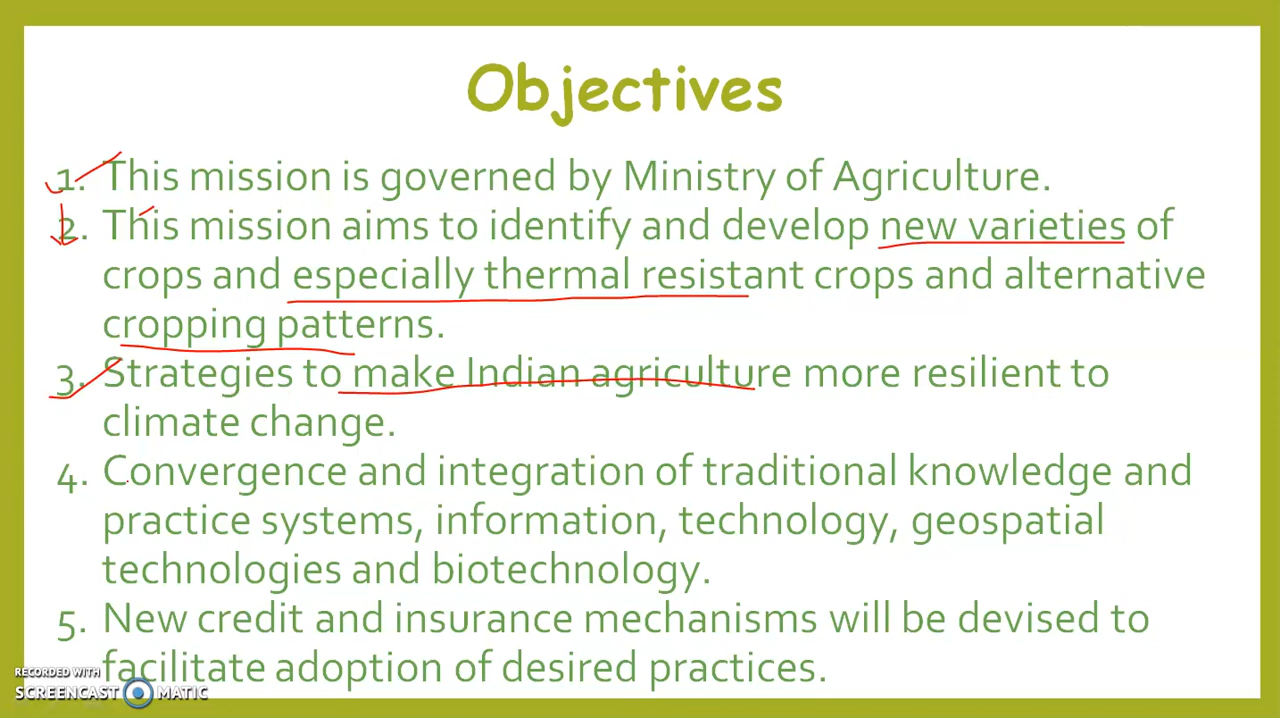 Objectives
1. This mission is governed by Ministry of Agriculture.
2. This mission aims to identify and develop new varieties of
crops and especially thermal resistant crops and alternative
cropping patterns.
3. Strategies to make Indian agriculture more resilient to
climate change.
4. Convergence and integration of traditional knowledge and
practice systems, information, technology, geospatial
technologies and biotechnology.
5. New credit and insurance mechanisms will be devised to
facilitate adoption of desired practices.
RECORDED WITH
SCREENCAST MATIC